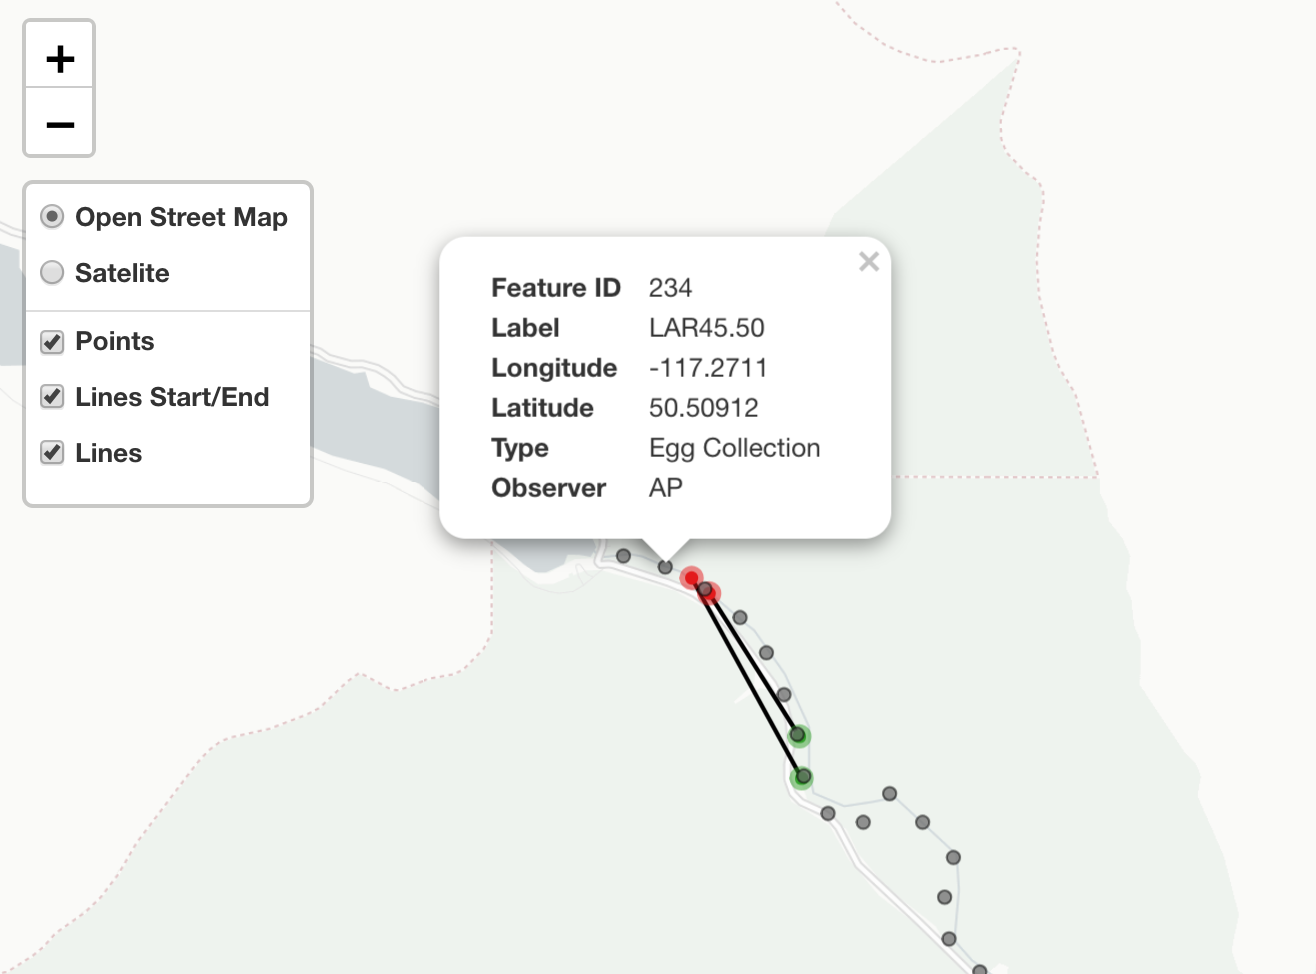 +
−
Open Street Map
Satelite
Points
Lines Start/End
Lines
×
Feature ID 234
Label LAR45.50
Longitude -117.2711
Latitude 50.50912
Type Egg Collection
Observer AP